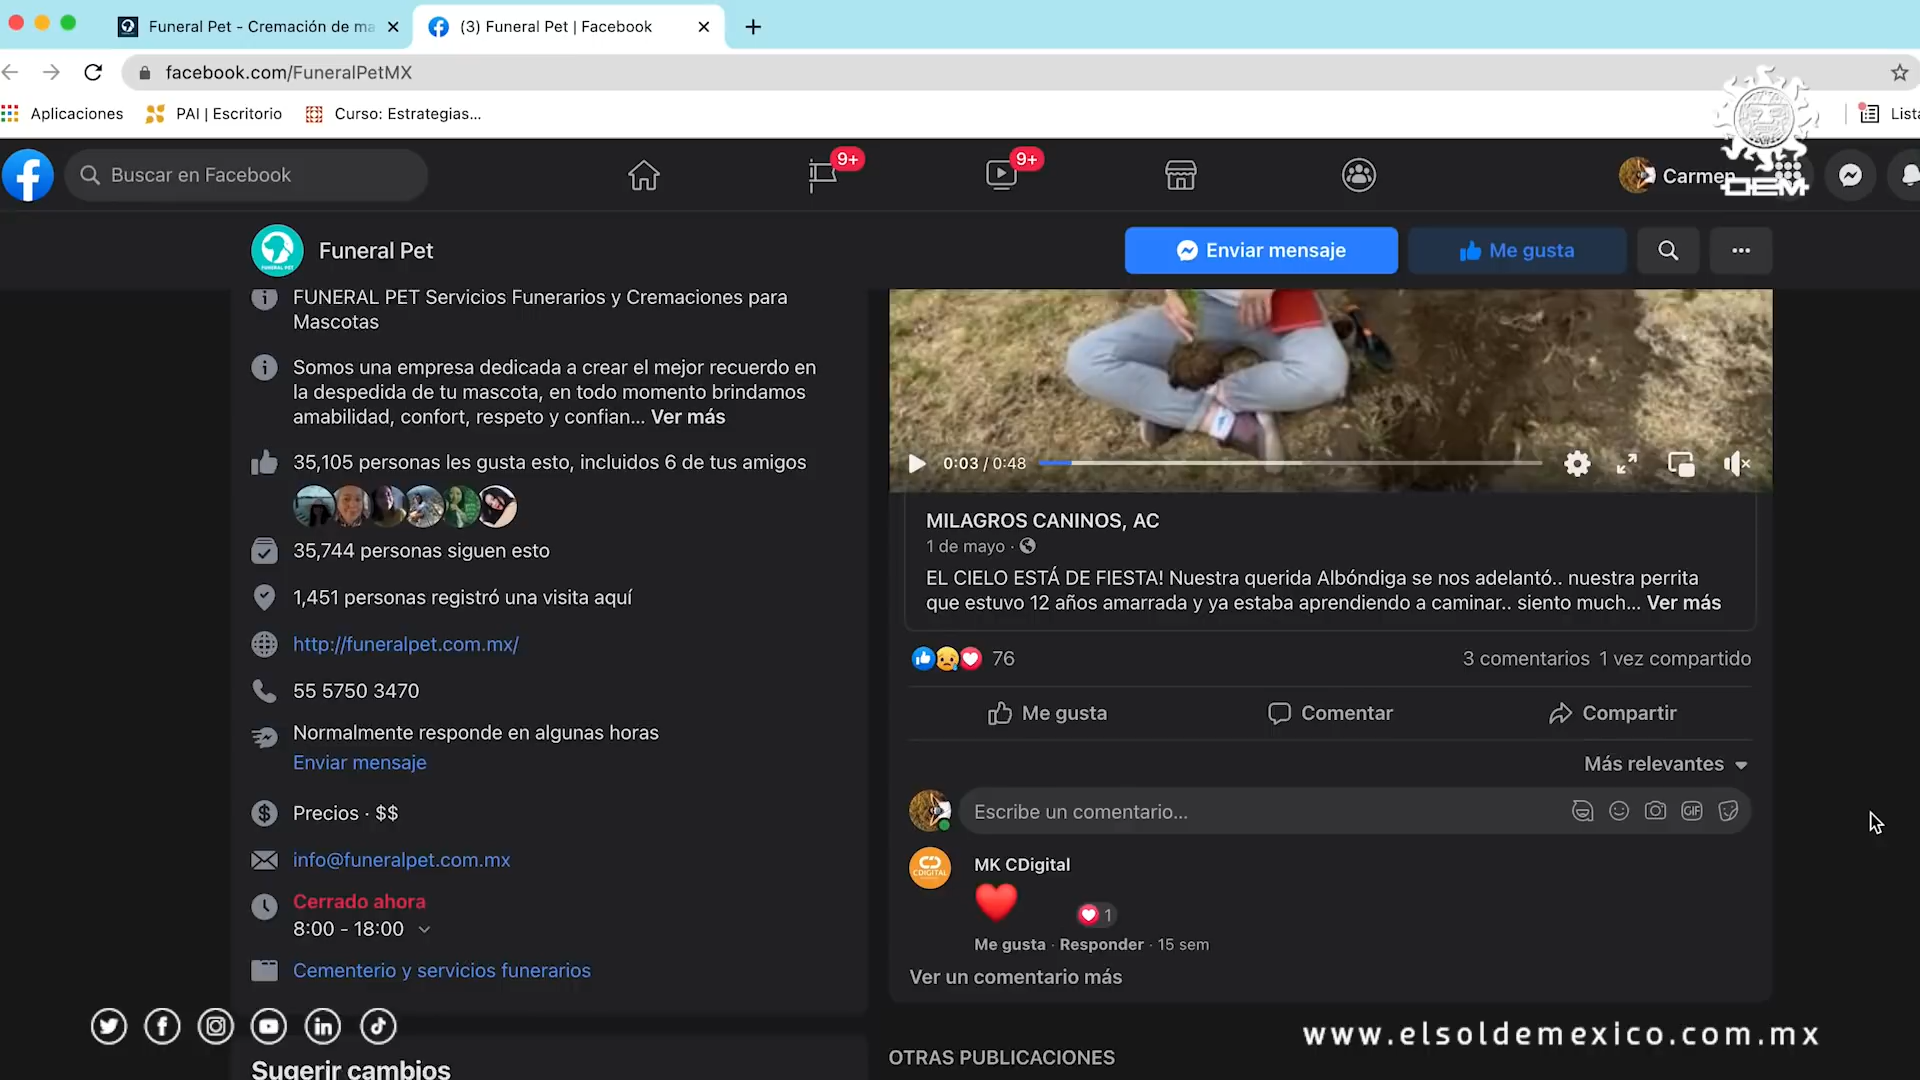 Funeral Pet - Cremación de ma
(3) Funeral Pet | Facebook
facebook.com/FuneralPetMX
Aplicaciones
PAI | Escritorio
Curso: Estrategias...
Lista
Buscar en Facebook
9+
9+
Carmen
OEM
Funeral Pet
Enviar mensaje
Me gusta
FUNERAL PET Servicios Funerarios y Cremaciones para
Mascotas
Somos una empresa dedicada a crear el mejor recuerdo en
la despedida de tu mascota, en todo momento brindamos
amabilidad, confort, respeto y confian... Ver más
35,105 personas les gusta esto, incluidos 6 de tus amigos
35,744 personas siguen esto
1,451 personas registró una visita aquí
http://funeralpet.com.mx/
55 5750 3470
Normalmente responde en algunas horas
Enviar mensaje
Precios · $$
info@funeralpet.com.mx
Cerrado ahora
8:00 - 18:00
Cementerio y servicios funerarios
Sugerir cambios
0:03 / 0:48
MILAGROS CANINOS, AC
1 de mayo ·
EL CIELO ESTÁ DE FIESTA! Nuestra querida Albóndiga se nos adelantó.. nuestra perrita
que estuvo 12 años amarrada y ya estaba aprendiendo a caminar.. siento much... Ver más
76
3 comentarios 1 vez compartido
Me gusta
Comentar
Compartir
Más relevantes
Escribe un comentario...
GIF
CDIGITAL
MK CDigital
1
Me gusta · Responder · 15 sem
Ver un comentario más
OTRAS PUBLICACIONES
www.elsoldemexico.com.mx